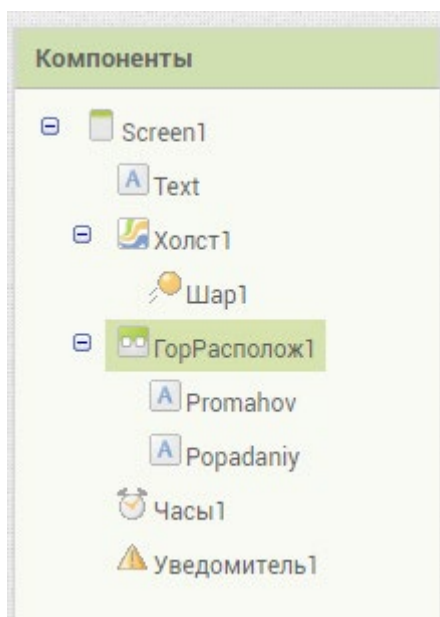 Компоненты
Screen1
Text
Холст1
Шар1
ГорРасполож1
Promahov
Popadaniy
Часы1
Уведомитель1